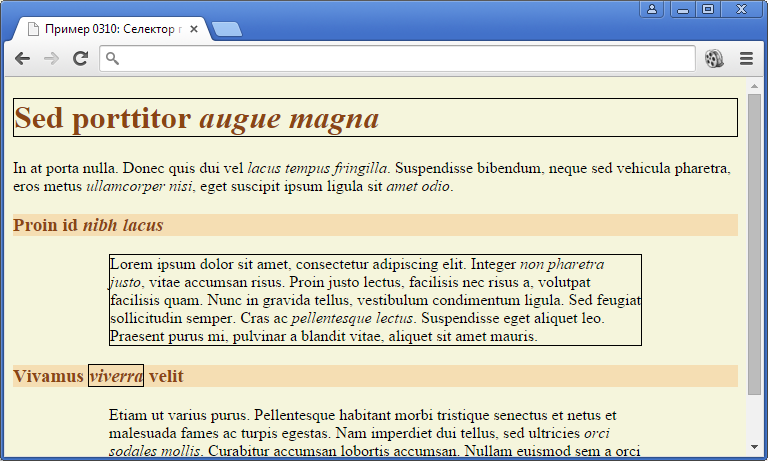 Пример 0310: Селектор
Sed porttitor augue magna
In at porta nulla. Donec quis dui vel lacus tempus fringilla. Suspendisse bibendum, neque sed vehicula pharetra,
eros metus ullamcorper nisi, eget suscipit ipsum ligula sit amet odio.
Proin id nibh lacus
Lorem ipsum dolor sit amet, consectetur adipiscing elit. Integer non pharetra
justo, vitae accumsan risus. Proin justo lectus, facilisis nec risus a, volutpat
facilisis quam. Nunc in gravida tellus, vestibulum condimentum ligula. Sed feugiat
sollicitudin semper. Cras ac pellentesque lectus. Suspendisse eget aliquet leo.
Praesent purus mi, pulvinar a blandit vitae, aliquet sit amet mauris.
Vivamus viverra velit
Etiam ut varius purus. Pellentesque habitant morbi tristique senectus et netus et
malesuada fames ac turpis egestas. Nam imperdiet dui tellus, sed ultricies orci
sodales mollis. Curabitur accumsan lobortis accumsan. Nullam euismod sem a orci